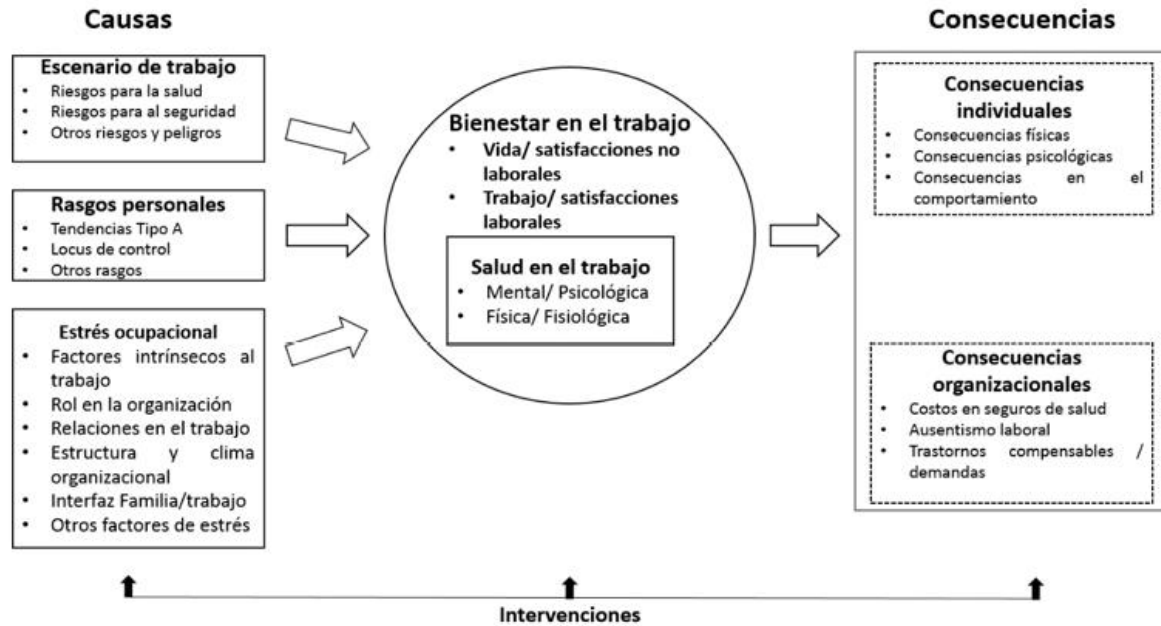 Causas
Escenario de trabajo
• Riesgos para la salud
• Riesgos para al seguridad
• Otros riesgos y peligros
Rasgos personales
• Tendencias Tipo A
• Locus de control
• Otros rasgos
Estrés ocupacional
• Factores intrínsecos al
trabajo
• Rol en la organización
• Relaciones en el trabajo
• Estructura y clima
organizacional
• Interfaz Familia/trabajo
• Otros factores de estrés
Bienestar en el trabajo
• Vida/ satisfacciones no
laborales
• Trabajo/ satisfacciones
laborales
Salud en el trabajo
• Mental/ Psicológica
• Física/ Fisiológica
Consecuencias
Consecuencias
individuales
• Consecuencias físicas
• Consecuencias psicológicas
• Consecuencias en el
comportamiento
Consecuencias
organizacionales
• Costos en seguros de salud
• Ausentismo laboral
• Trastornos compensables /
demandas
Intervenciones